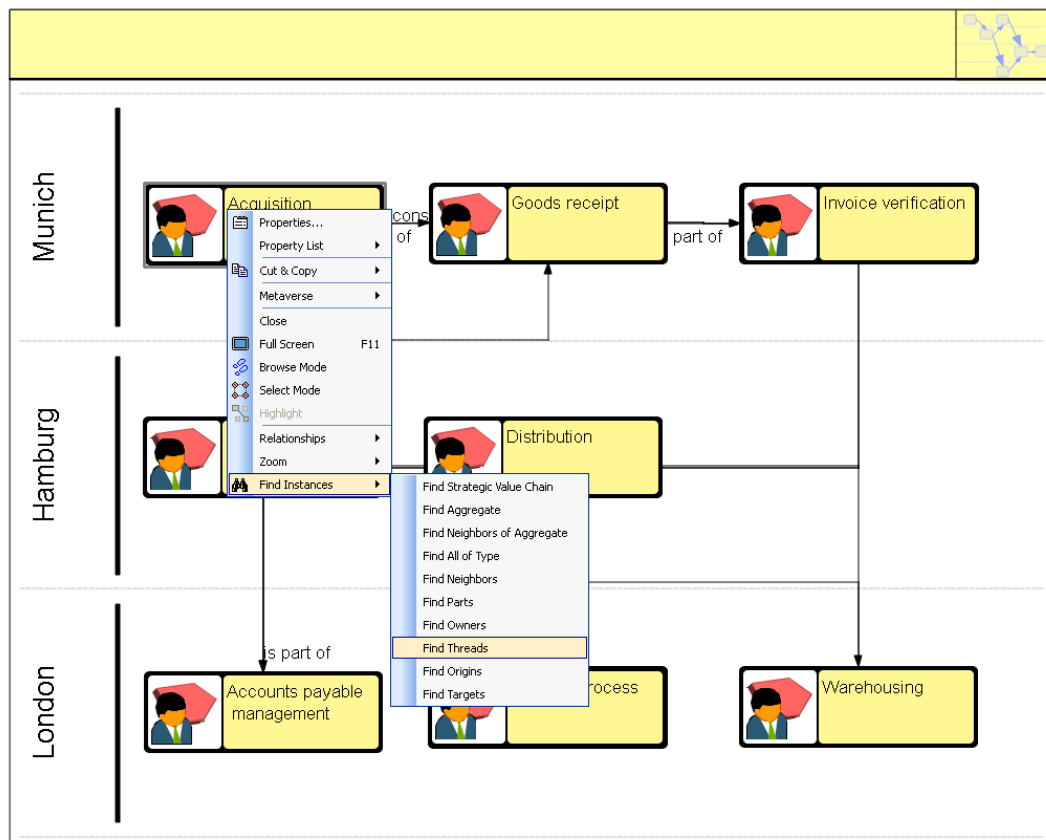 Munich
Acquisition
cons
of
Goods receipt
part of
Invoice verification
Properties...
Property List
Cut & Copy
Metaverse
Close
Full Screen F11
Browse Mode
Select Mode
Highlight
Relationships
Zoom
Find Instances
Hamburg
Distribution
Find Strategic Value Chain
Find Aggregate
Find Neighbors of Aggregate
Find All of Type
Find Neighbors
Find Parts
Find Owners
Find Threads
Find Origins
Find Targets
London
is part of
Accounts payable
management
rocess
Warehousing